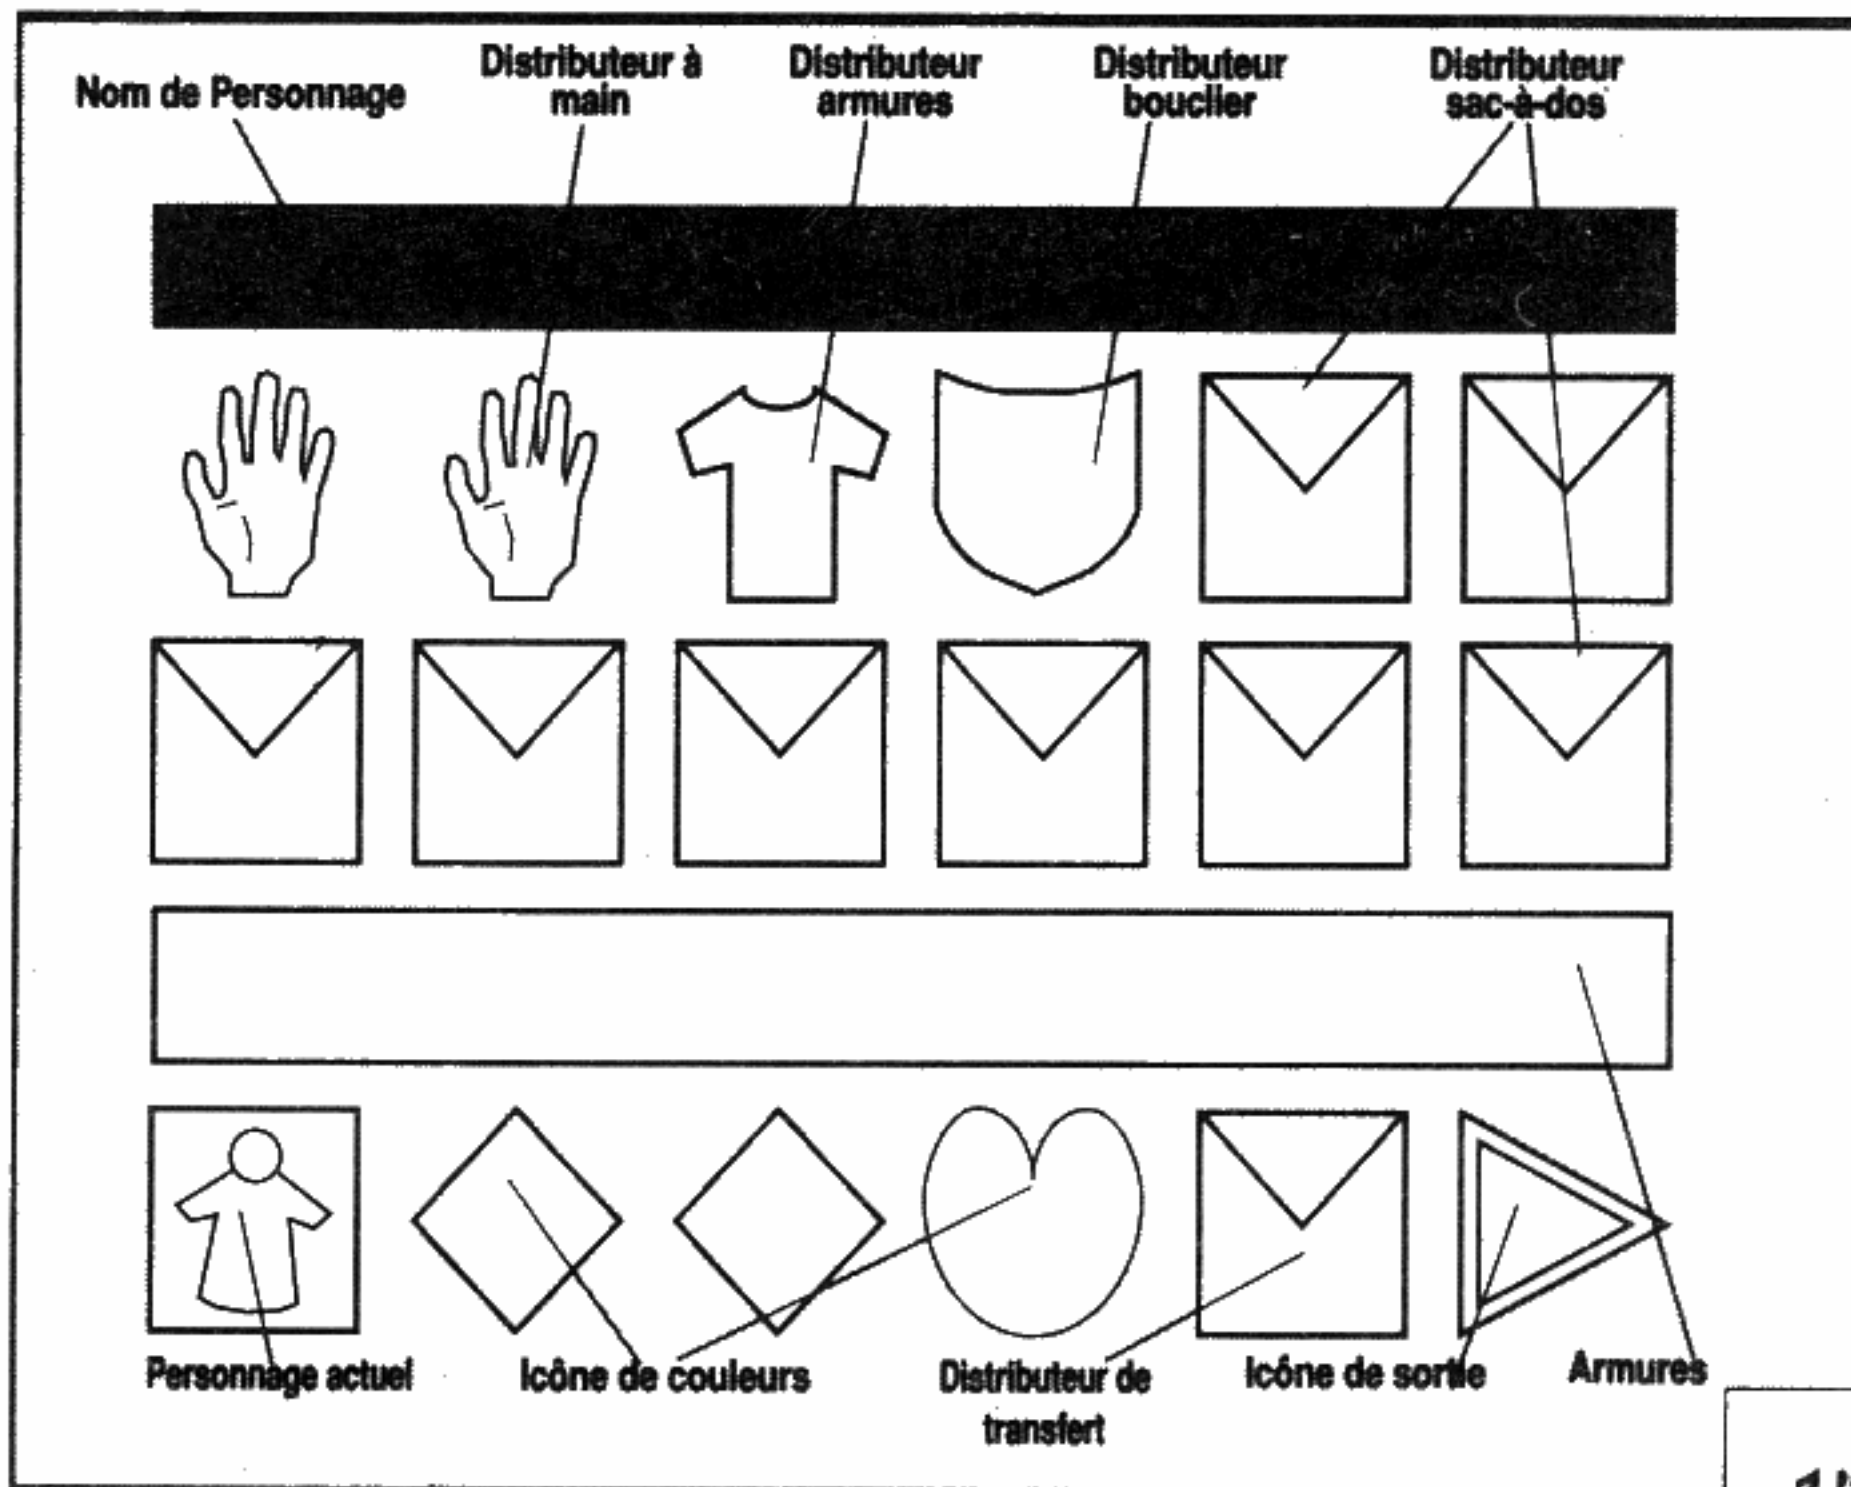 Nom de Personnage
Distributeur à
main
Distributeur
armures
Distributeur
bouclier
Distributeur
sac-à-dos
Personnage actuel
Icône de couleurs
Distributeur de
transfert
Icône de sortie
Armures